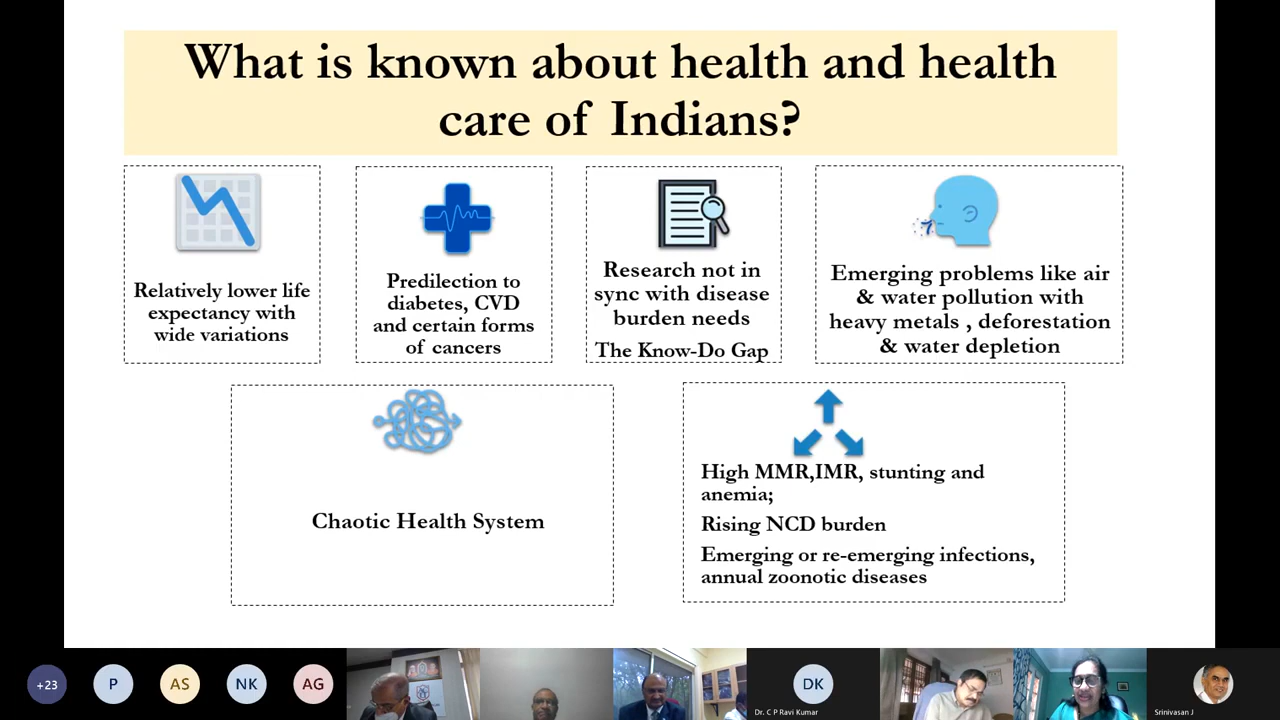 What is known about health and health
care of Indians?
Relatively lower life
expectancy with
wide variations
Predilection to
diabetes, CVD
and certain forms
of cancers
Research not in
sync with disease
burden needs
The Know-Do Gap
Emerging problems like air
& water pollution with
heavy metals , deforestation
& water depletion
Chaotic Health System
High MMR,IMR, stunting and
anemia;
Rising NCD burden
Emerging or re-emerging infections,
annual zoonotic diseases
+23
P
AS
NK
AG
DK
Dr. C P Ravi Kumar
Srinivasan J